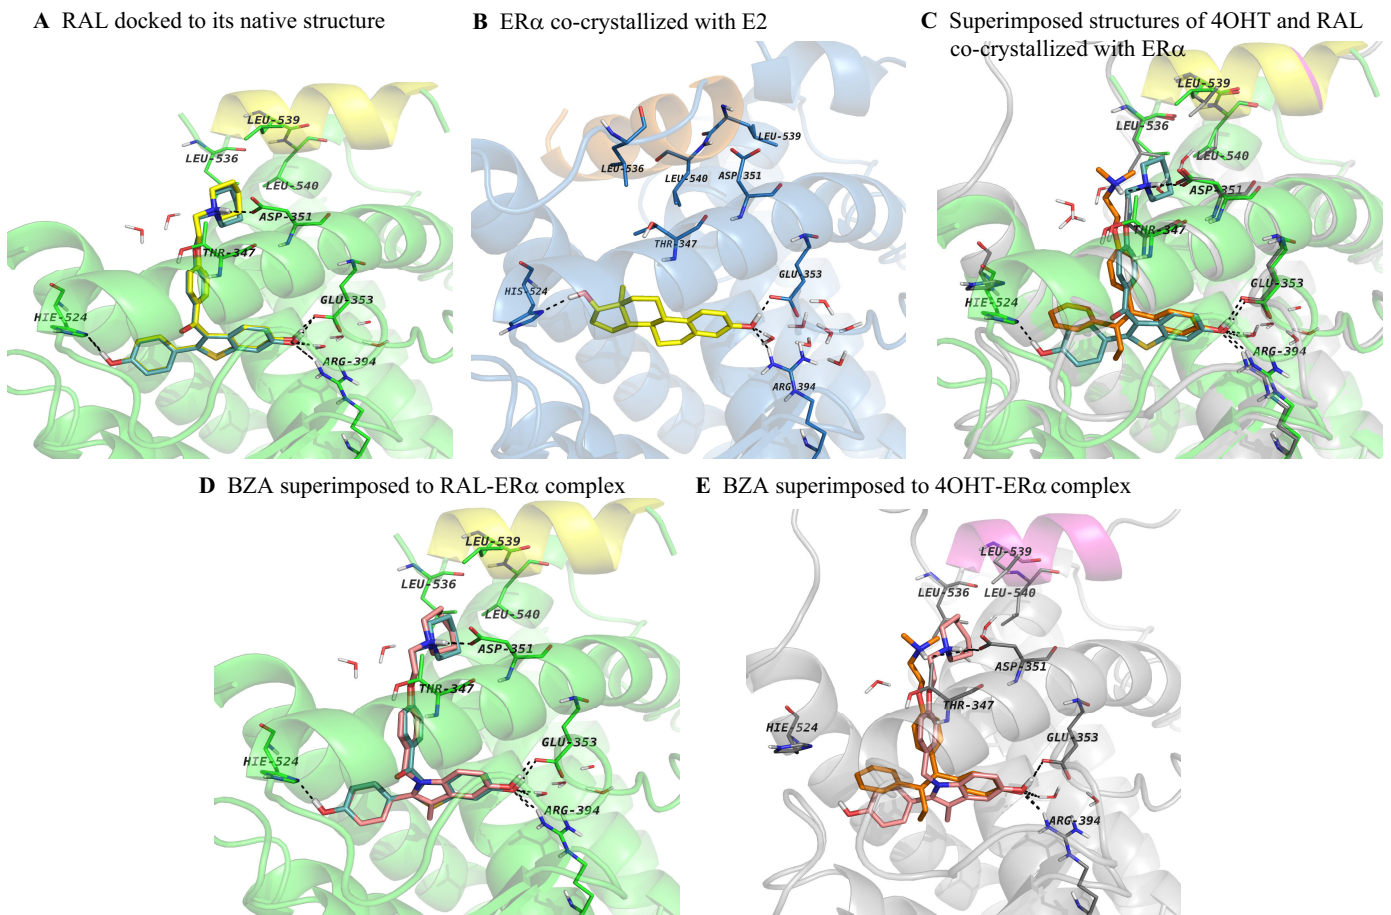 A RAL docked to its native structure
LEU-539
LEU-536
LEU-540
ASP-351
THR-347
GLU-353
HIE-524
ARG-394
B ERα co-crystallized with E2
LEU-539
LEU-536
LEU-540
ASP-351
THR-347
GLU-353
HIS-524
ARG-394
C Superimposed structures of 4OHT and RAL
co-crystallized with ERα
LEU-539
LEU-536
LEU-540
ASP-351
THR-347
GLU-353
HIE-524
ARG-394
D BZA superimposed to RAL-ERα complex
LEU-539
LEU-536
LEU-540
ASP-351
THR-347
GLU-353
HIE-524
ARG-394
E BZA superimposed to 4OHT-ERα complex
LEU-539
LEU-536
LEU-540
ASP-351
THR-347
HIE-524
GLU-353
ARG-394